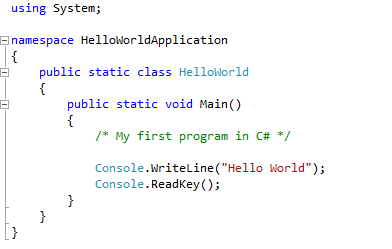 using System;
namespace HelloWorldApplication
{
    public static class HelloWorld
    {
        public static void Main()
        {
            /* My first program in C# */

            Console.WriteLine("Hello World");
            Console.ReadKey();
        }
    }
}